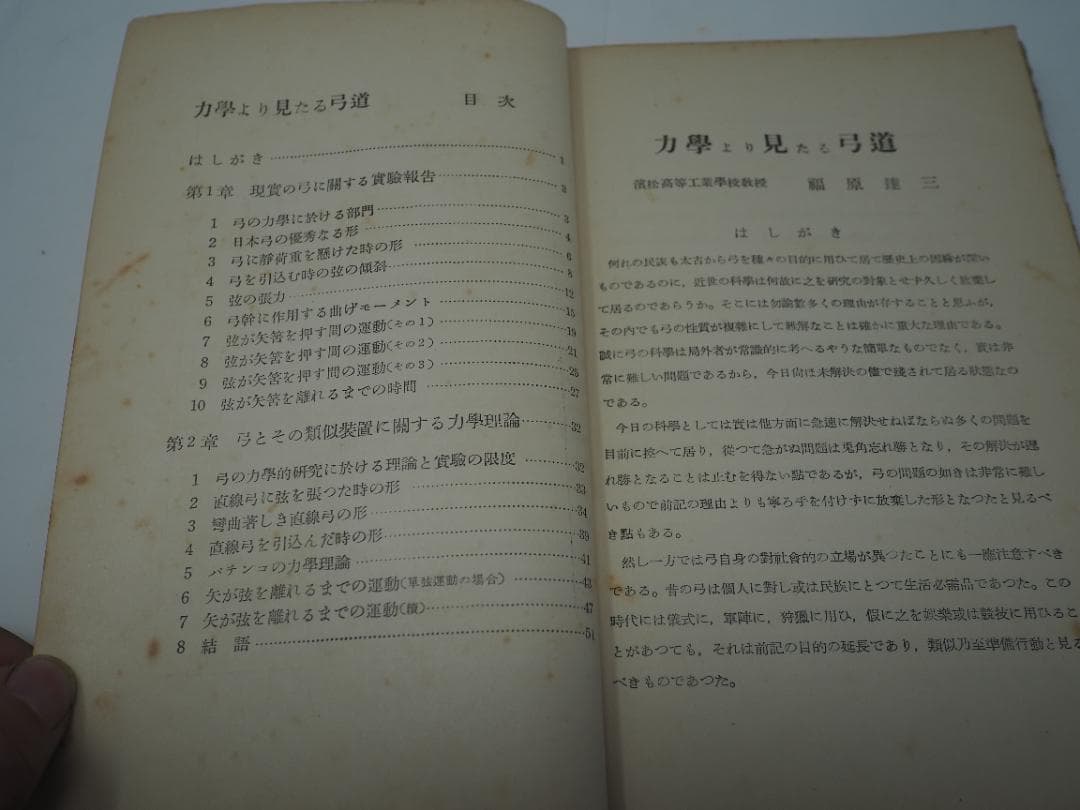 力學より見たる弓道 目次
はしがき 1
第1章 現實の弓に關する實驗報告 3
1 弓の力學に於ける部門 3
2 日本弓の優秀なる形 4
3 弓に靜荷重を懸けた時の形 6
4 弓を引込む時の弦の傾斜 8
5 弦の張力 12
6 弓幹に作用する曲げモーメント 15
7 弦が矢筈を押す間の運動(その1) 19
8 弦が矢筈を押す間の運動(その2) 21
9 弦が矢筈を押す間の運動(その3) 25
10 弦が矢筈を離れるまでの時間 27
第2章 弓とその類似裝置に關する力學理論 32
1 弓の力學的硏究に於ける理論と實驗の限度 32
2 直線弓に弦を張つた時の形 33
3 彎曲著しき直線弓の形 34
4 直線弓を引込んだ時の形 39
5 パチンコの力學理論 41
6 矢が弦を離れるまでの運動(單弦運動の場合) 43
7 矢が弦を離れるまでの運動(續) 47
8 結語 51
力學より見たる弓道
濱松高等工業學校敎授 福原達三
はしがき
何れの民族も太古から弓を種々の目的に用ひて居て歷史上の因緣が深い
ものであるのに，近世の科學は何故に之を硏究の對象とせず久しく放棄し
て居るのであらうか。そこには勿論數多くの理由が存することと思ふが，
その內でも弓の性質が複雜にして難解なことは確かに重大な理由である。
誠に弓の科學は局外者が常識的に考へるやうな簡單なものでなく，實は非
常に難しい問題であるから，今日尙は未解決の儘で殘されて居る狀態なの
である。
今日の科學としては實は他方面に急速に解決せねばならぬ多くの問題を
目前に控へて居り，從つて急がぬ問題は兎角忘れ勝となり，その解決が遲
れ勝となることは止むを得ない點であるが，弓の問題の如きは非常に難し
いもので前記の理由よりも寧ろ手を付けずに放棄した形となつたと見るべ
き點もある。
然し一方では弓自身の對社會的の立場が異つたことにも一應注意すべき
である。昔の弓は個人に對し或は民族にとつて生活必需品であつた。この
時代には儀式に，軍陣に，狩獵に用ひ，假に之を娛樂或は競技に用ひるこ
とがあつても，それは前記の目的の延長であり，類似乃至準備行動と見る
べきものであつた。